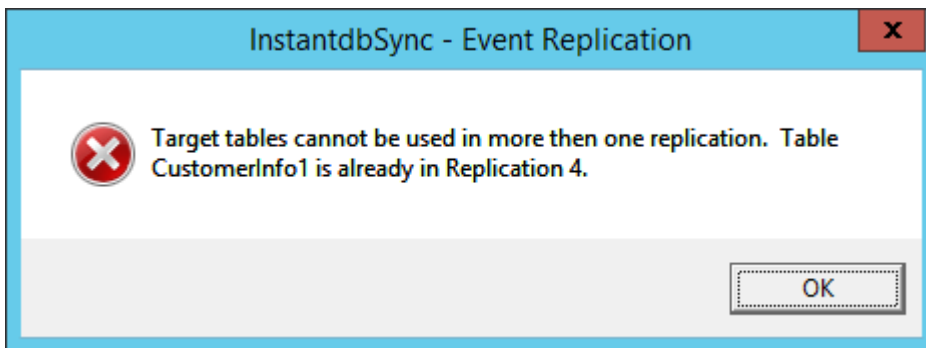 InstantdbSync - Event Replication
x
Target tables cannot be used in more then one replication.  Table
CustomerInfo1 is already in Replication 4.
OK